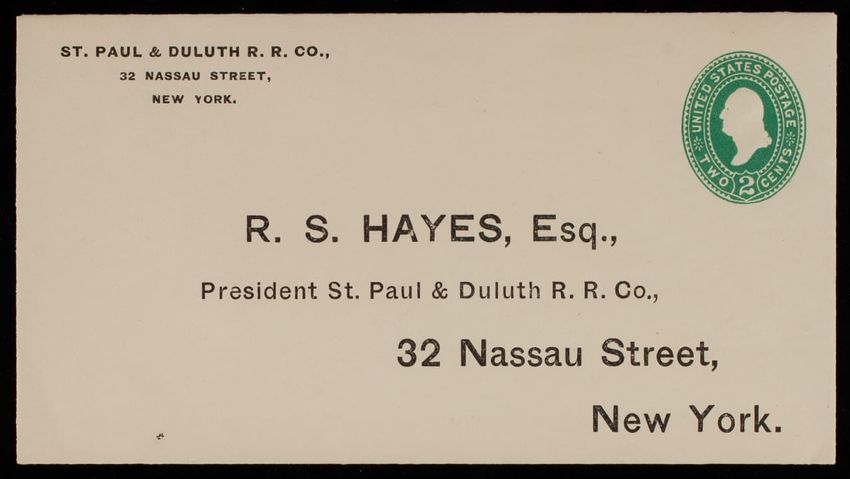 ST. PAUL & DULUTH R. R. CO.,
32 NASSAU STREET,
NEW YORK.
UNITED STATES POSTAGE
TWO 2 CENTS
R. S. HAYES, Esq.,
President St. Paul & Duluth R. R. Co.,
32 Nassau Street,
New York.